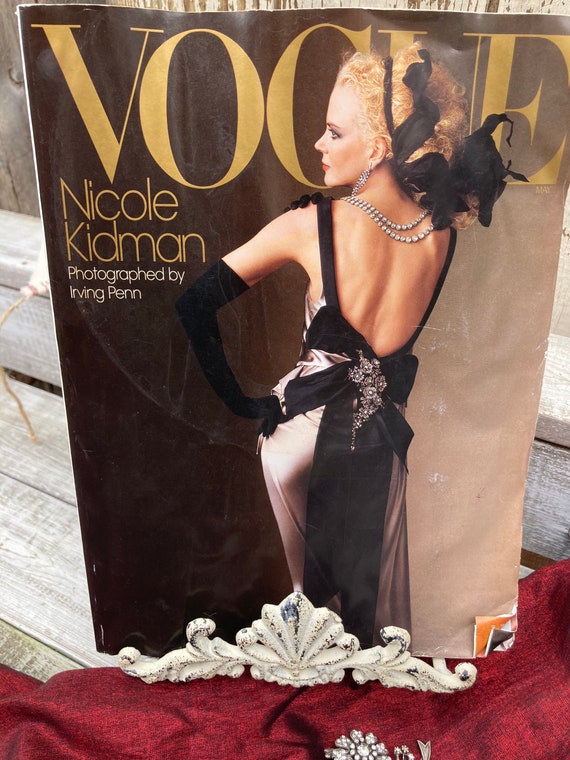 VOGUE
MAY
Nicole
Kidman
Photographed by
Irving Penn